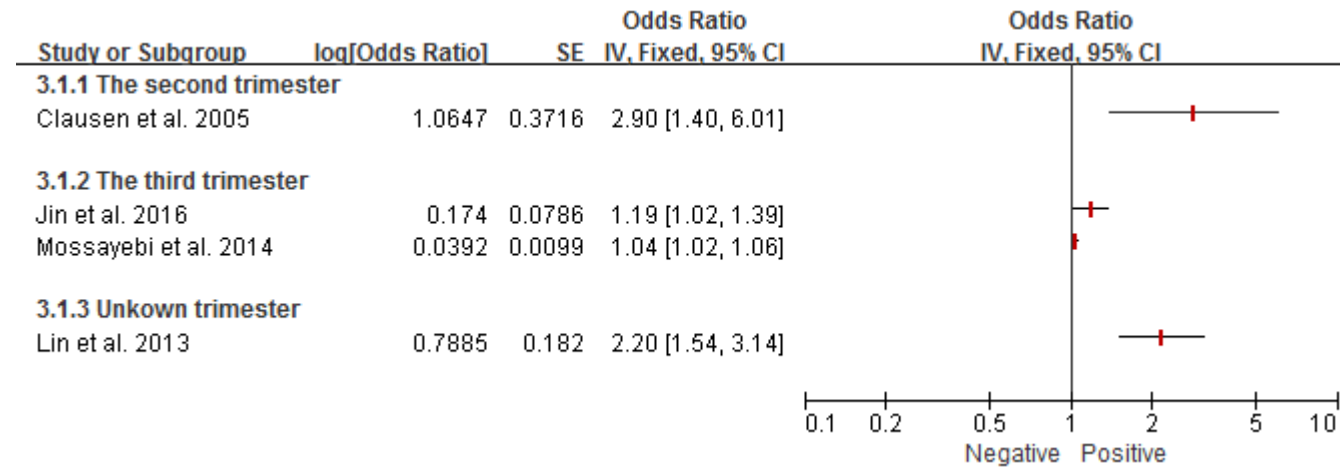 Odds Ratio Odds Ratio
Study or Subgroup log[Odds Ratio] SE IV, Fixed, 95% CI IV, Fixed, 95% CI
3.1.1 The second trimester
Clausen et al. 2005 1.0647 0.3716 2.90 [1.40, 6.01]
3.1.2 The third trimester
Jin et al. 2016 0.174 0.0786 1.19 [1.02, 1.39]
Mossayebi et al. 2014 0.0392 0.0099 1.04 [1.02, 1.06]
3.1.3 Unkown trimester
Lin et al. 2013 0.7885 0.182 2.20 [1.54, 3.14]
0.1 0.2 0.5 1 2 5 10
Negative Positive